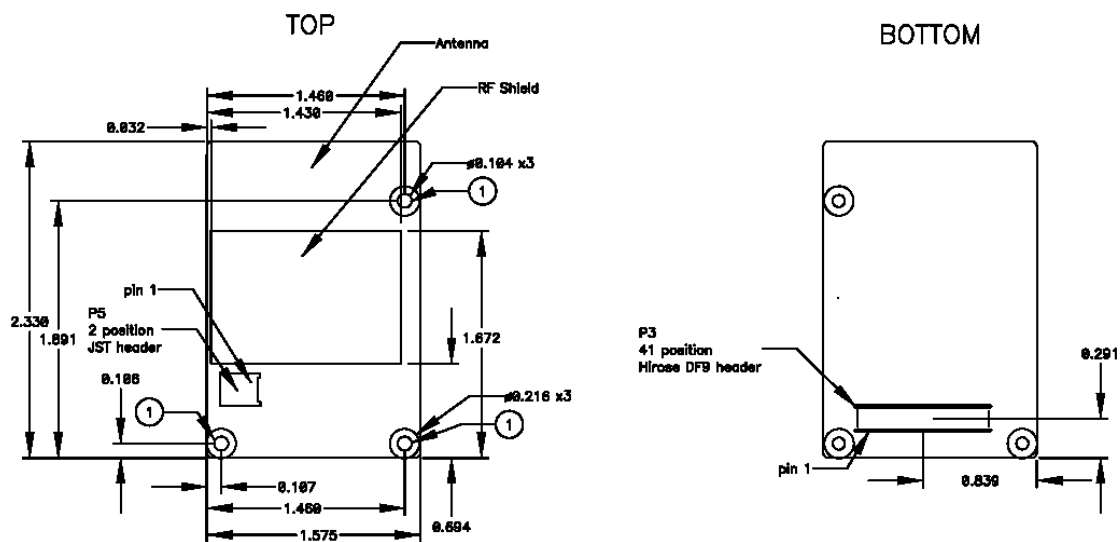 TOP
BOTTOM
Antenna
RF Shield
1.460
1.430
0.032
ø0.104 x3
1
pin 1
P5
2 position
JST header
2.330
1.891
1.672
0.106
1
ø0.216 x3
1
0.107
1.460
0.694
1.575
P3
41 position
Hirose DF9 header
0.291
pin 1
0.839